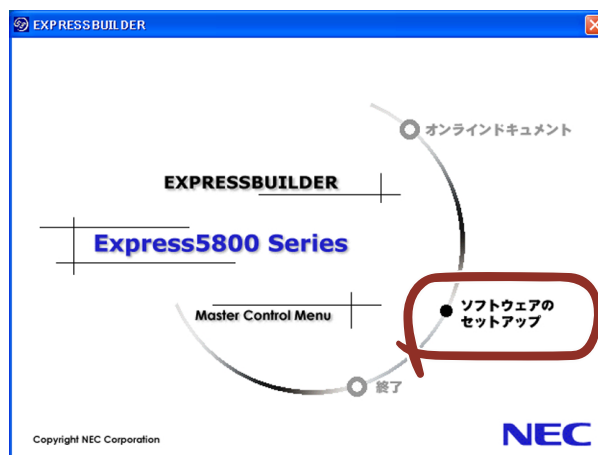 EXPRESSBUILDER
オンラインドキュメント
EXPRESSBUILDER
Express5800 Series
ソフトウェアの
セットアップ
Master Control Menu
終了
Copyright NEC Corporation
NEC